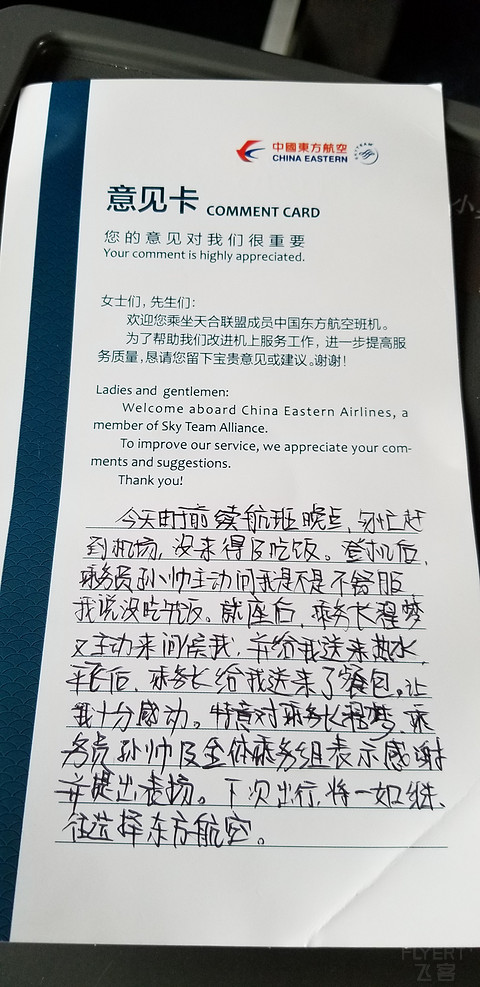 中國東方航空
CHINA EASTERN
意见卡 COMMENT CARD
您的意见对我们很重要
Your comment is highly appreciated.
女士们，先生们：
欢迎您乘坐天合联盟成员中国东方航空班机。
为了帮助我们改进机上服务工作，进一步提高服
务质量，恳请您留下宝贵意见或建议。谢谢！
Ladies and gentlemen:
Welcome aboard China Eastern Airlines, a
member of Sky Team Alliance.
To improve our service, we appreciate your com-
ments and suggestions.
Thank you!
今天由于前续航班晚点，匆忙赶
到机场，没来得及吃饭。登机后，
乘务员孙帅主动问我是不是不舒服
我说没吃午饭。就座后，乘务长程梦
又主动来问候我，并给我送来热水，
平飞后，乘务长给我送来了餐包。让
我十分感动。特意对乘务长程梦、乘
务员孙帅及全体乘务组表示感谢
并提出表扬。下次出行，将一如继
往选择东方航空。
FLYERT
飞客